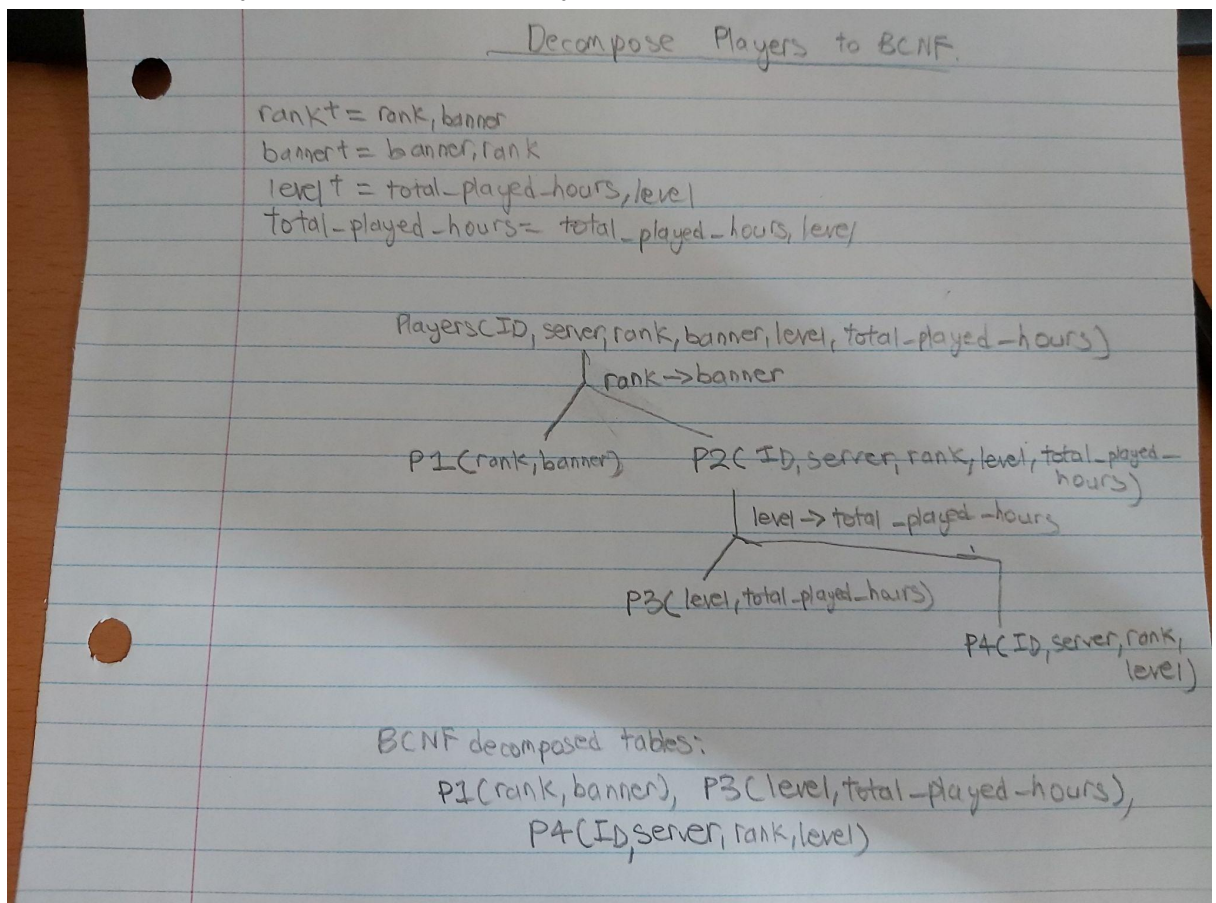 Decompose Players to BCNF.
rank+ = rank, banner
banner+ = banner, rank
level+ = total_played_hours, level
total_played_hours= total_played_hours, level
Players(ID, server, rank, banner, level, total_played_hours)
rank->banner
P1(rank, banner) P2(ID, server, rank, level, total_played_
hours)
level-> total_played_hours
P3(level, total_played_hours)
P4(ID, server, rank,
level)
BCNF decomposed tables:
P1(rank, banner), P3(level, total_played_hours),
P4(ID, server, rank, level)